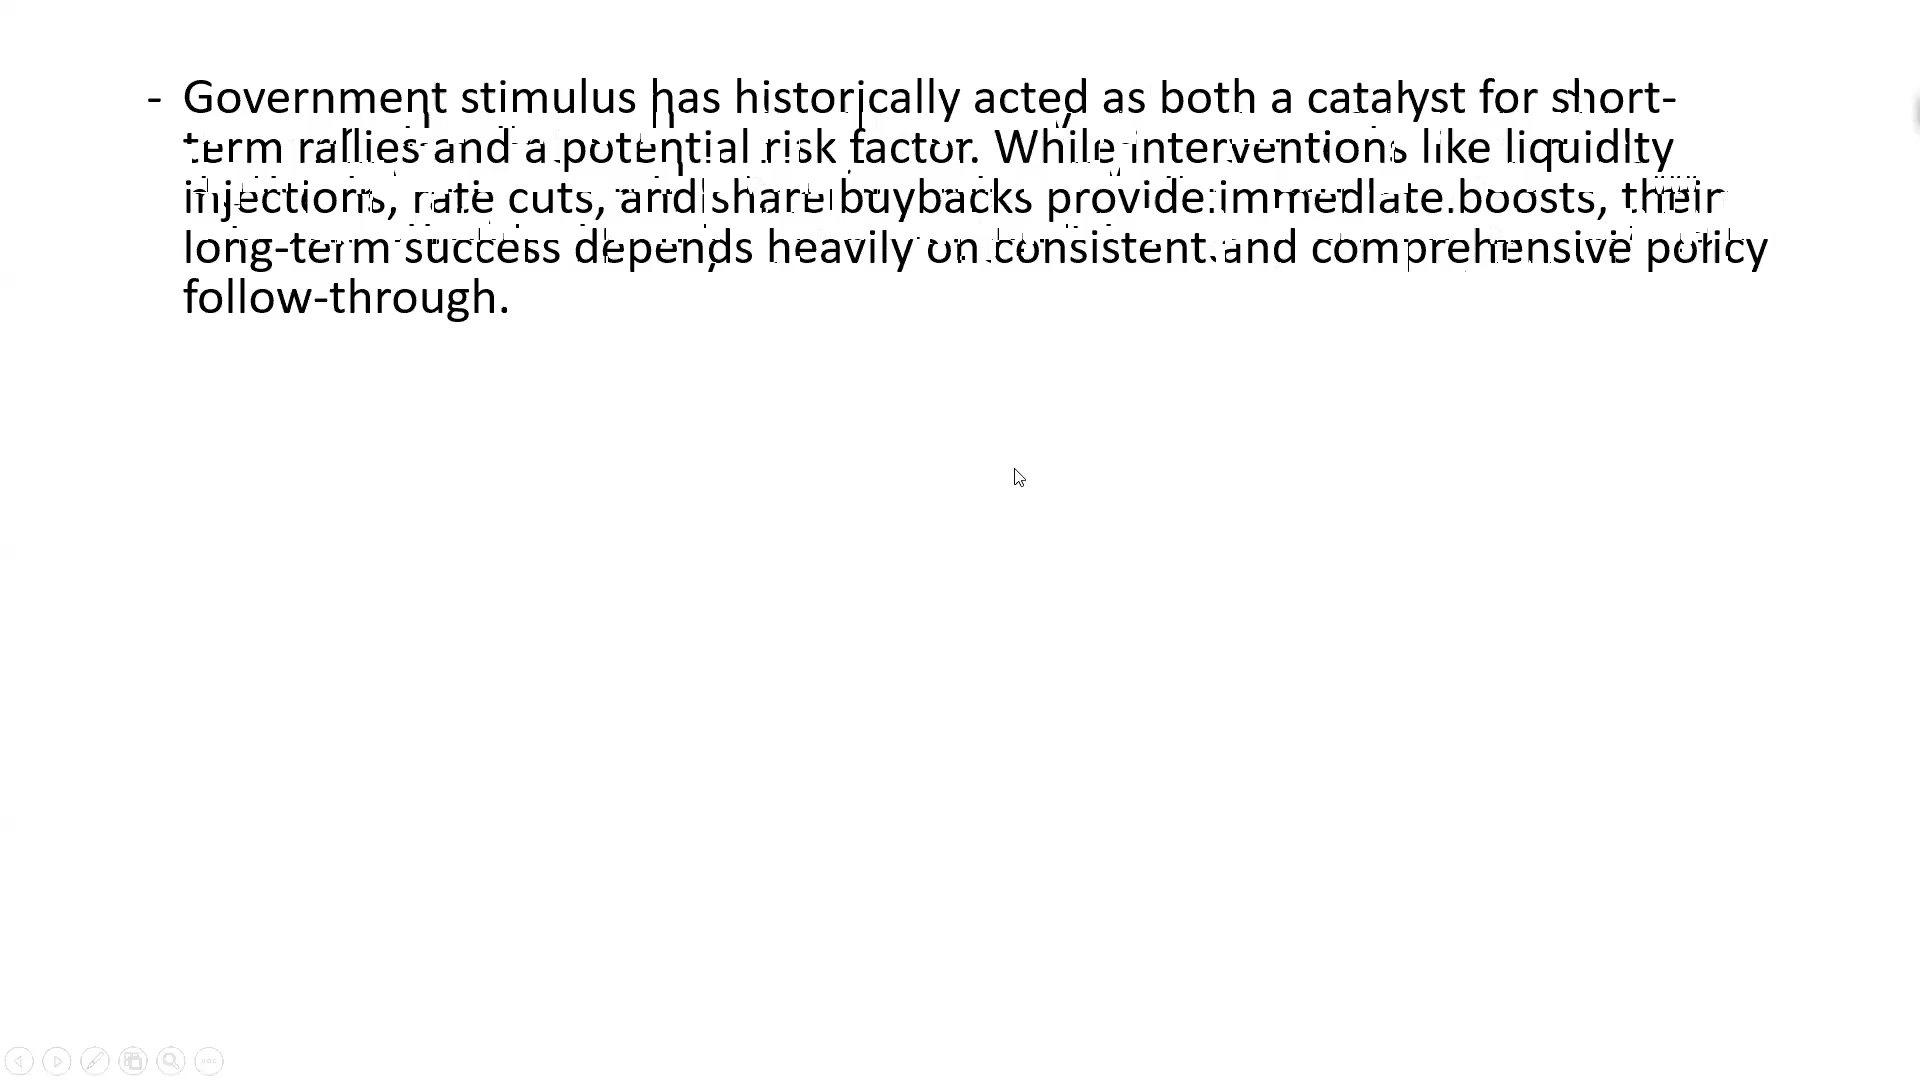 - Government stimulus has historically acted as both a catalyst for short-
term rallies and a potential risk factor. While interventions like liquidity
injections, rate cuts, and share buybacks provide immediate boosts, their
long-term success depends heavily on consistent and comprehensive policy
follow-through.